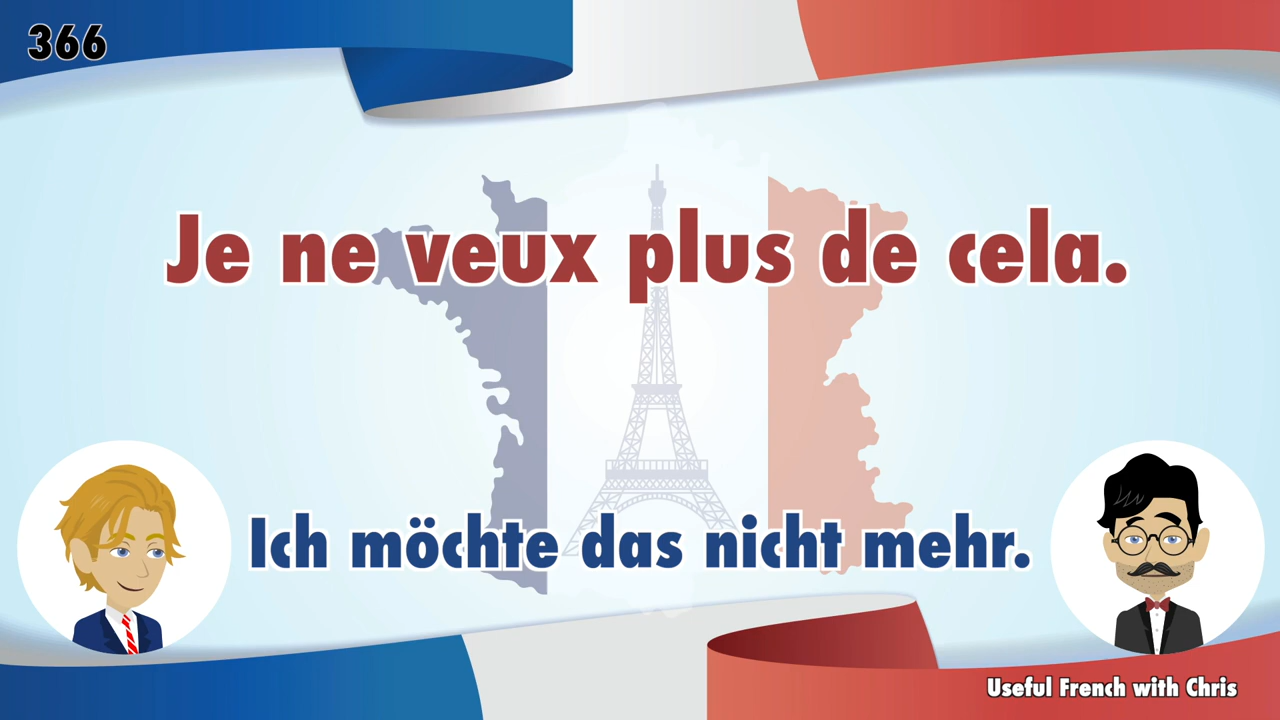 366
Je ne veux plus de cela.
Ich möchte das nicht mehr.
Useful French with Chris